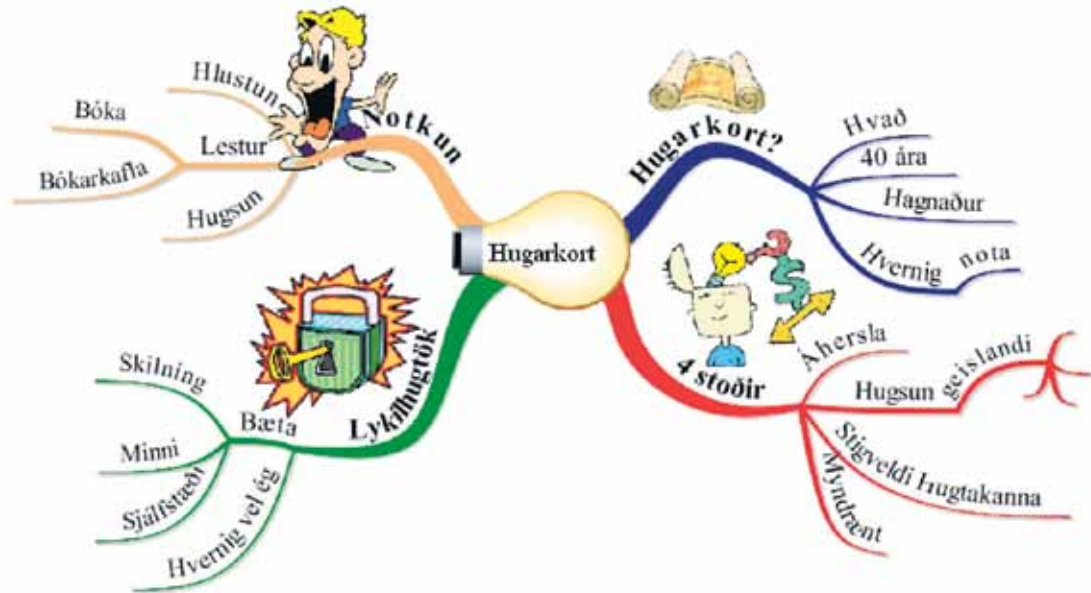 Hugarkort
Notkun
Hlustun
Lestur
Bóka
Bókarkafla
Hugsun
Hugarkort?
Hvað
40 ára
Hagnaður
Hvernig
nota
4 stoðir
Áhersla
Hugsun
geislandi
Stigveldi Hugtakanna
Myndrænt
Lykilhugtök
Bæta
Skilning
Minni
Sjálfstæði
Hvernig vel ég